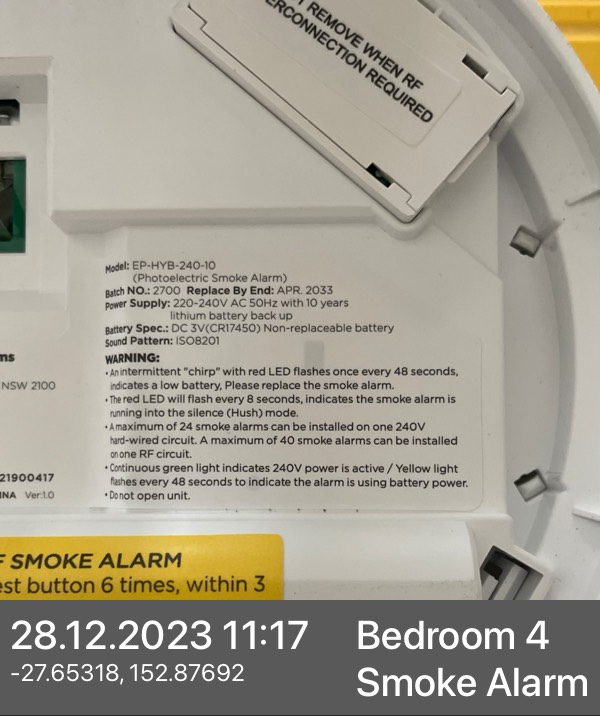 REMOVE WHEN RF
ERCONNECTION REQUIRED
Model: EP-HYB-240-10
(Photoelectric Smoke Alarm)
Batch NO.: 2700 Replace By End: APR. 2033
Power Supply: 220-240V AC 50Hz with 10 years
lithium battery back up
Battery Spec.: DC 3V(CR17450) Non-replaceable battery
Sound Pattern: ISO8201
WARNING:
• An intermittent "chirp" with red LED flashes once every 48 seconds,
indicates a low battery, Please replace the smoke alarm.
• The red LED will flash every 8 seconds, indicates the smoke alarm is
running into the silence (Hush) mode.
• A maximum of 24 smoke alarms can be installed on one 240V
hard-wired circuit. A maximum of 40 smoke alarms can be installed
on one RF circuit.
• Continuous green light indicates 240V power is active / Yellow light
flashes every 48 seconds to indicate the alarm is using battery power.
• Do not open unit.
ms
NSW 2100
21900417
INA Ver:1.0
F SMOKE ALARM
est button 6 times, within 3
28.12.2023 11:17
-27.65318, 152.87692
Bedroom 4
Smoke Alarm